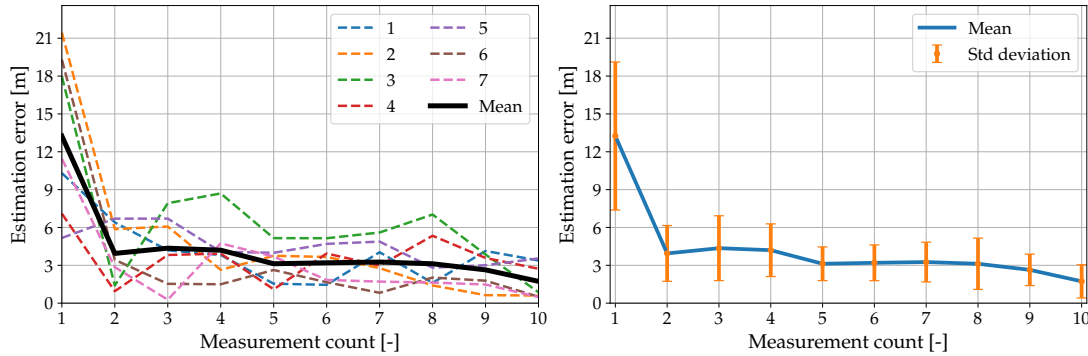 21
18
15
12
9
6
3
0
Estimation error [m]
1 5
2 6
3 7
4 Mean
1 2 3 4 5 6 7 8 9 10
Measurement count [-]
21
18
15
12
9
6
3
0
Estimation error [m]
Mean
Std deviation
1 2 3 4 5 6 7 8 9 10
Measurement count [-]